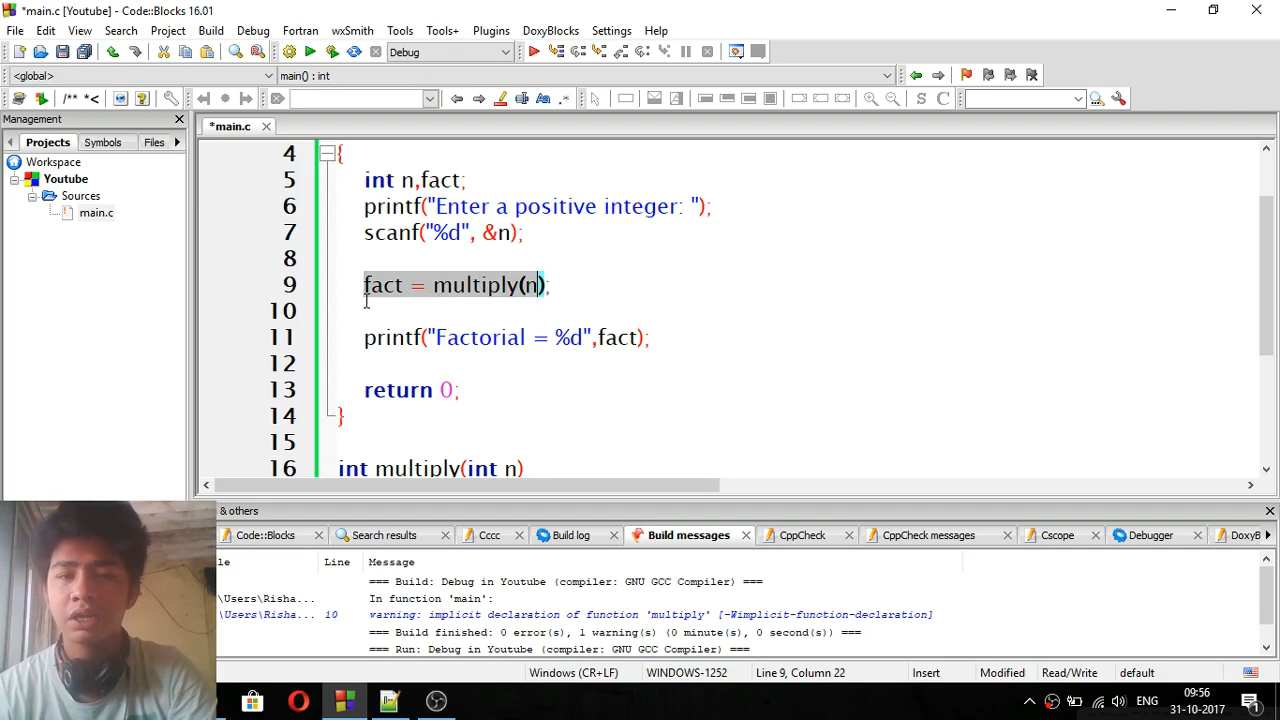 *main.c [Youtube] - Code::Blocks 16.01
File Edit View Search Project Build Debug Fortran wxSmith Tools Tools+ Plugins DoxyBlocks Settings Help
Debug
<global> main() : int
/** *< Aa .* S C
Management
*main.c
Projects Symbols Files
Workspace
Youtube
Sources
main.c
4 {
5 int n,fact;
6 printf("Enter a positive integer: ");
7 scanf("%d", &n);
8
9 fact = multiply(n);
10
11 printf("Factorial = %d",fact);
12
13 return 0;
14 }
15
16 int multiply(int n)
& others
Code::Blocks Search results Cccc Build log Build messages CppCheck CppCheck messages Cscope Debugger DoxyB
le Line Message
=== Build: Debug in Youtube (compiler: GNU GCC Compiler) ===
\Users\Risha... In function 'main':
\Users\Risha... 10 warning: implicit declaration of function 'multiply' [-Wimplicit-function-declaration]
=== Build finished: 0 error(s), 1 warning(s) (0 minute(s), 0 second(s)) ===
=== Run: Debug in Youtube (compiler: GNU GCC Compiler) ===
Windows (CR+LF) WINDOWS-1252 Line 9, Column 22 Insert Modified Read/Write default
ENG 09:56
31-10-2017